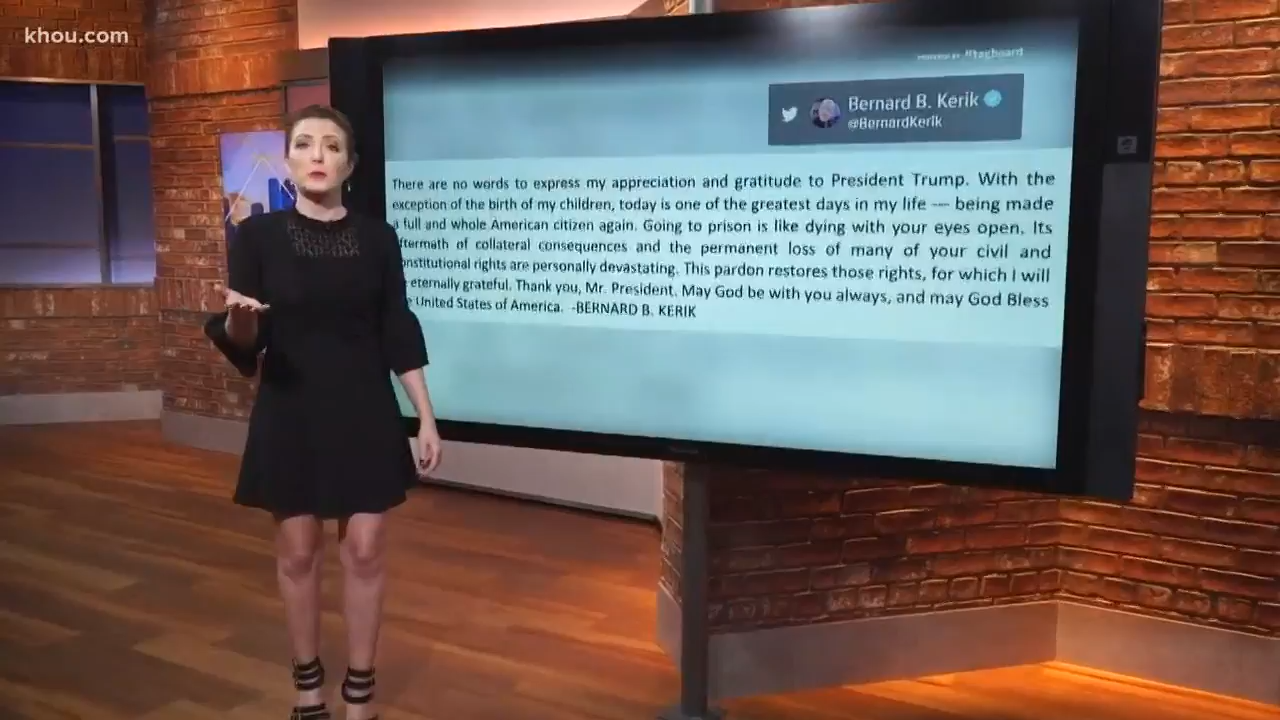 khou.com
#tagboard
Bernard B. Kerik
@BernardKerik
There are no words to express my appreciation and gratitude to President Trump. With the
exception of the birth of my children, today is one of the greatest days in my life --- being made
a full and whole American citizen again. Going to prison is like dying with your eyes open. Its
ftermath of collateral consequences and the permanent loss of many of your civil and
onstitutional rights are personally devastating. This pardon restores those rights, for which I will
eternally grateful. Thank you, Mr. President. May God be with you always, and may God Bless
United States of America. -BERNARD B. KERIK